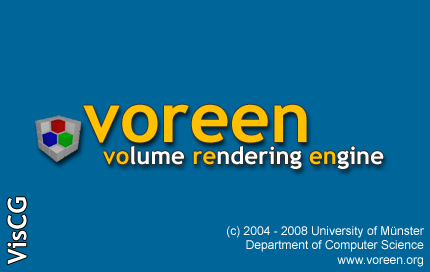 voreen
volume rendering engine
VisCG
(c) 2004 - 2008 University of Münster
Department of Computer Science
www.voreen.org